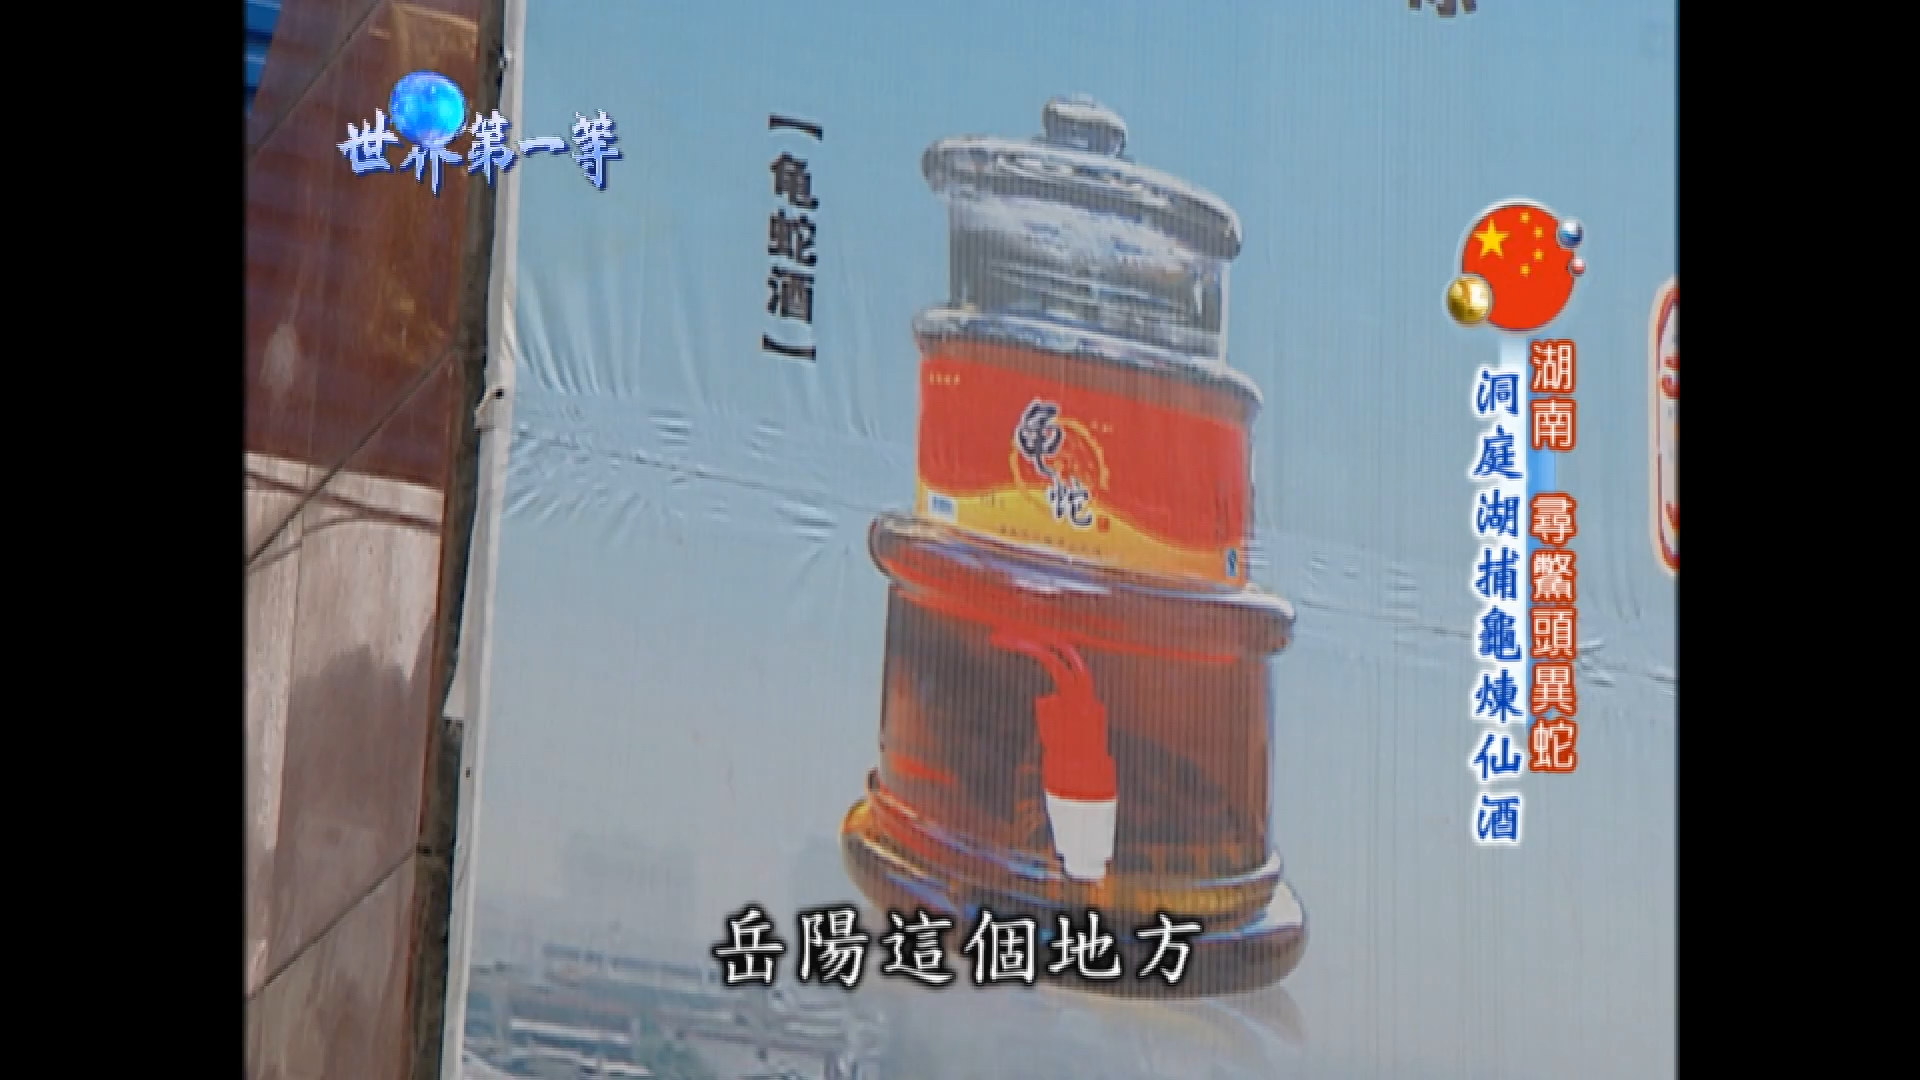 世界第一等
【龟蛇酒】
龟蛇
湖南 尋鱉頭異蛇
洞庭湖捕龜煉仙酒
岳陽這個地方